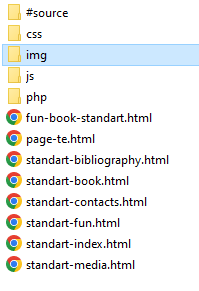 #source
css
img
js
php
fun-book-standart.html
page-te.html
standart-bibliography.html
standart-book.html
standart-contacts.html
standart-fun.html
standart-index.html
standart-media.html